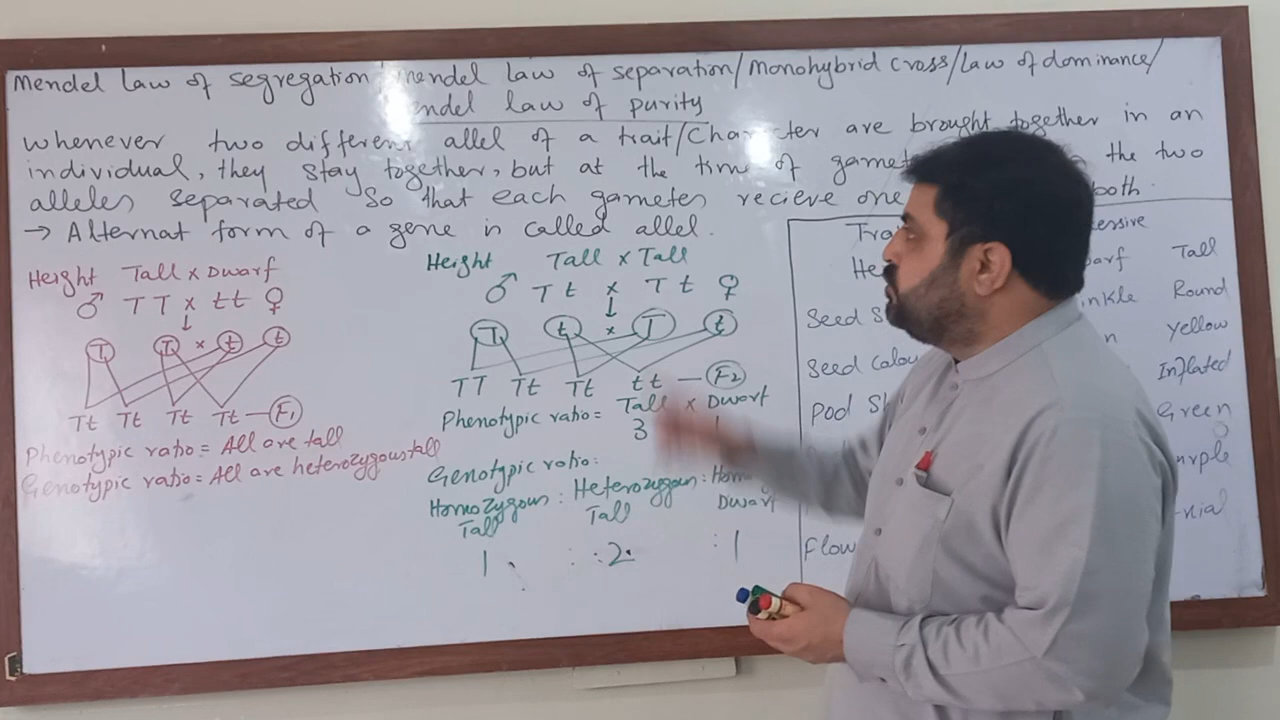 Mendel Law of segregation/mendel law of separation/monohybrid cross/Law of dominance/
endel law of purity
whenever two different allel of a trait/Character are brought together in an
individual, they stay together, but at the time of gamet the two
alleles separated So that each gametes recieve one both.
→ Alternat form of a gene is called allel.
Height Tall x Dwarf
♂ T T x t t ♀
↓
T T x t t
Tt Tt Tt Tt — F1
Phenotypic ratio = All are tall
Genotypic ratio = All are heterozygous tall
Height Tall x Tall
♂ T t x T t ♀
↓
T t x T t
TT Tt Tt tt — F2
Phenotypic ratio = Tall x Dwarf
3 1
Genotypic ratio:
Homozygous : Heterozygous : Hom
Tall Tall Dwarf
1 : 2 : 1
Tra essive
He arf Tall
Seed S inkle Round
Seed Colou n Yellow
Pod Sh Inflated
Green
urple
nial
Flow